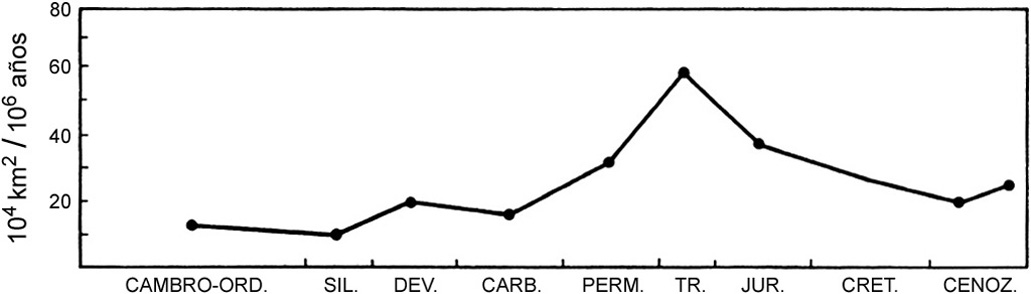 80
60
40
20
10⁴ km² / 10⁶ años
CAMBRO-ORD. SIL. DEV. CARB. PERM. TR. JUR. CRET. CENOZ.